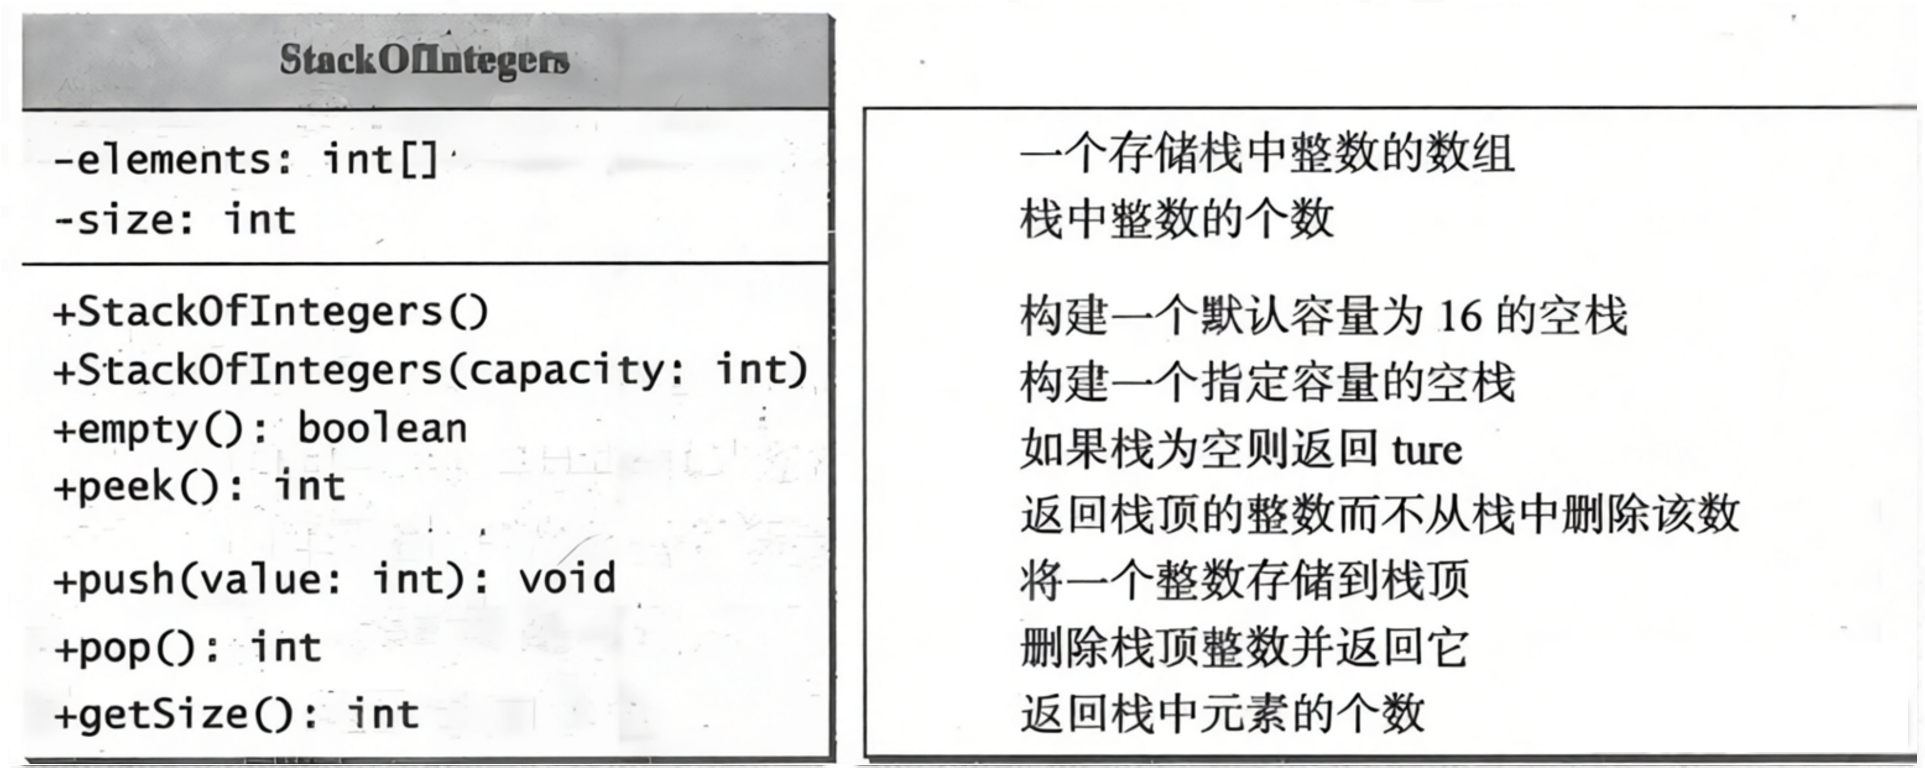 StackOfIntegers
-elements: int[]
-size: int
+StackOfIntegers()
+StackOfIntegers(capacity: int)
+empty(): boolean
+peek(): int
+push(value: int): void
+pop(): int
+getSize(): int
一个存储栈中整数的数组
栈中整数的个数
构建一个默认容量为 16 的空栈
构建一个指定容量的空栈
如果栈为空则返回 ture
返回栈顶的整数而不从栈中删除该数
将一个整数存储到栈顶
删除栈顶整数并返回它
返回栈中元素的个数